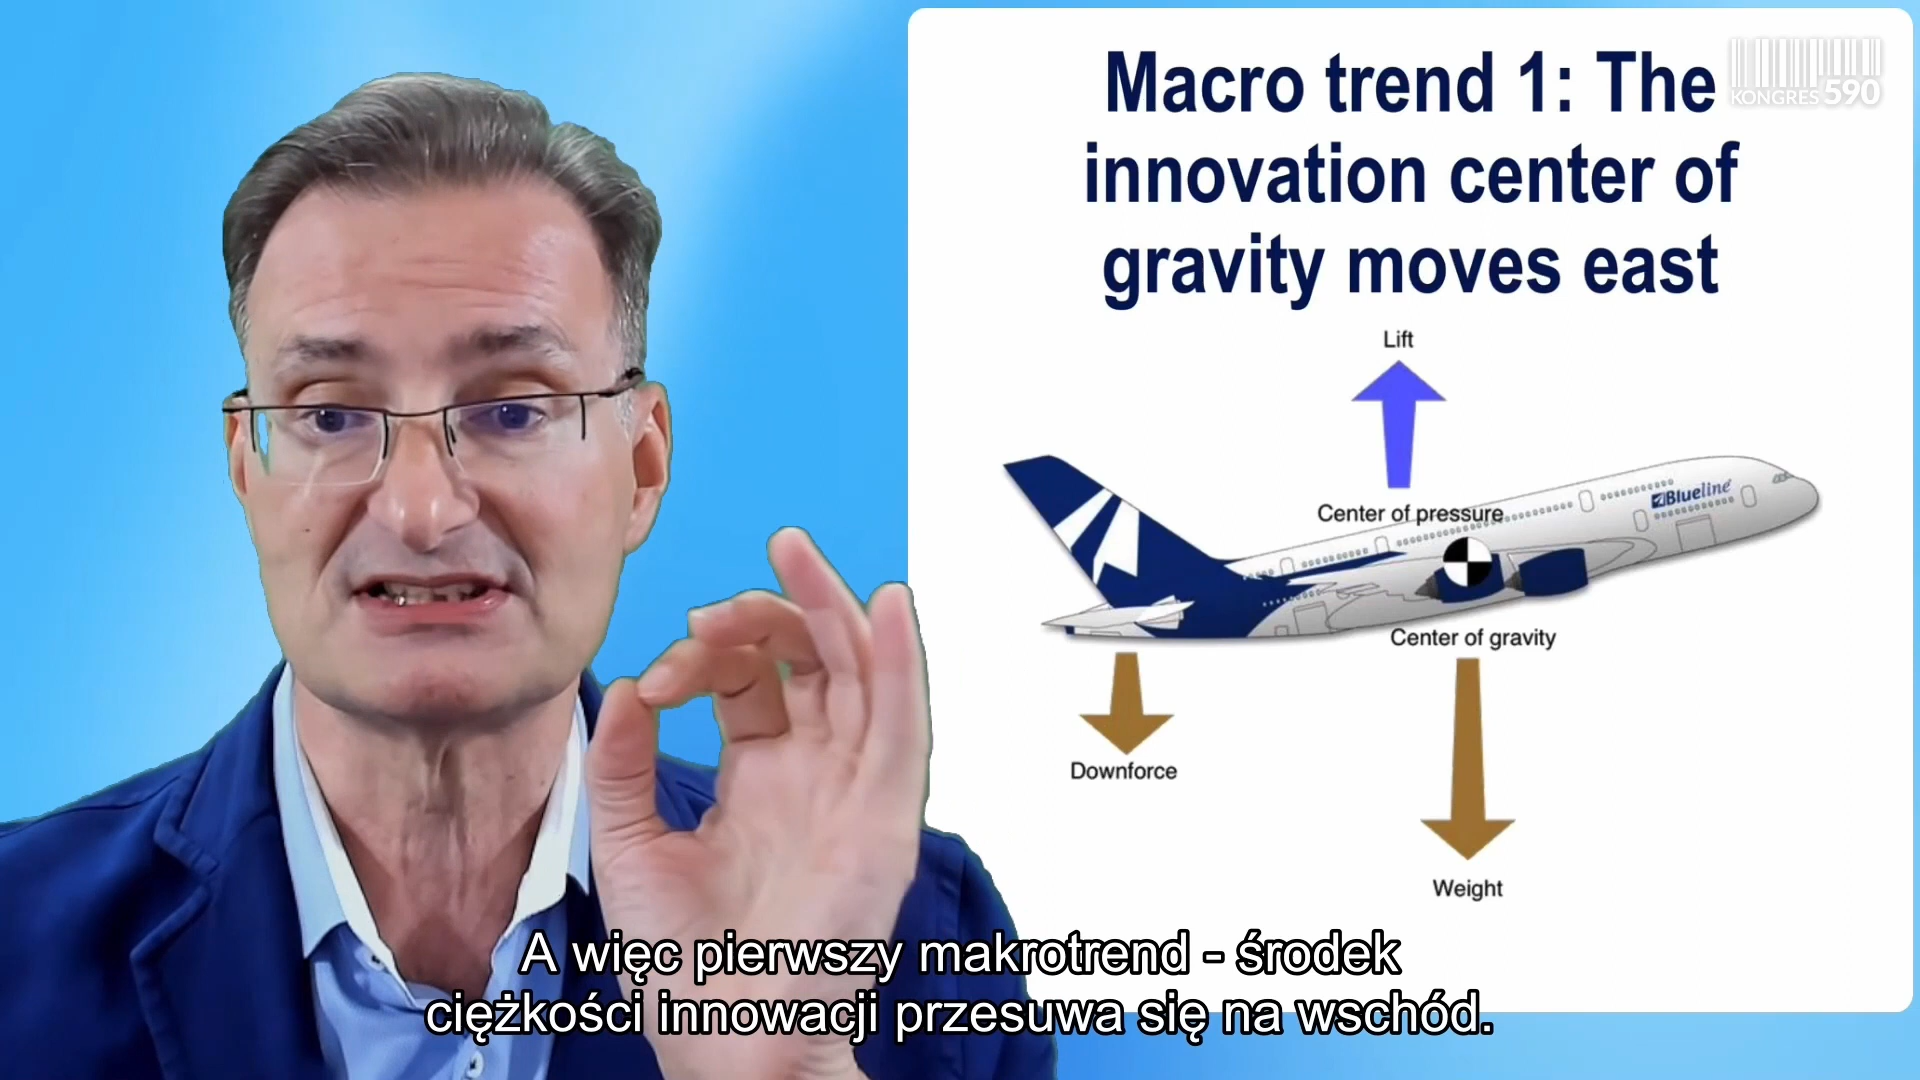 Macro trend 1: The
innovation center of
gravity moves east
KONGRES 590
Lift
Center of pressure
Blueline
Center of gravity
Downforce
Weight
A więc pierwszy makrotrend - środek
ciężkości innowacji przesuwa się na wschód.